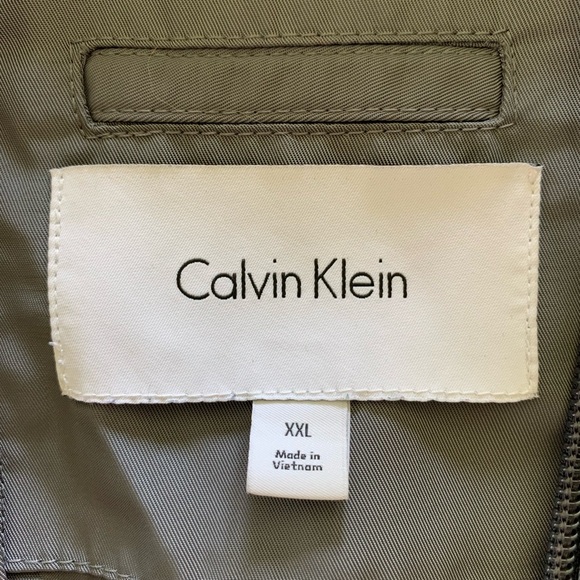 Calvin Klein
XXL
Made in
Vietnam